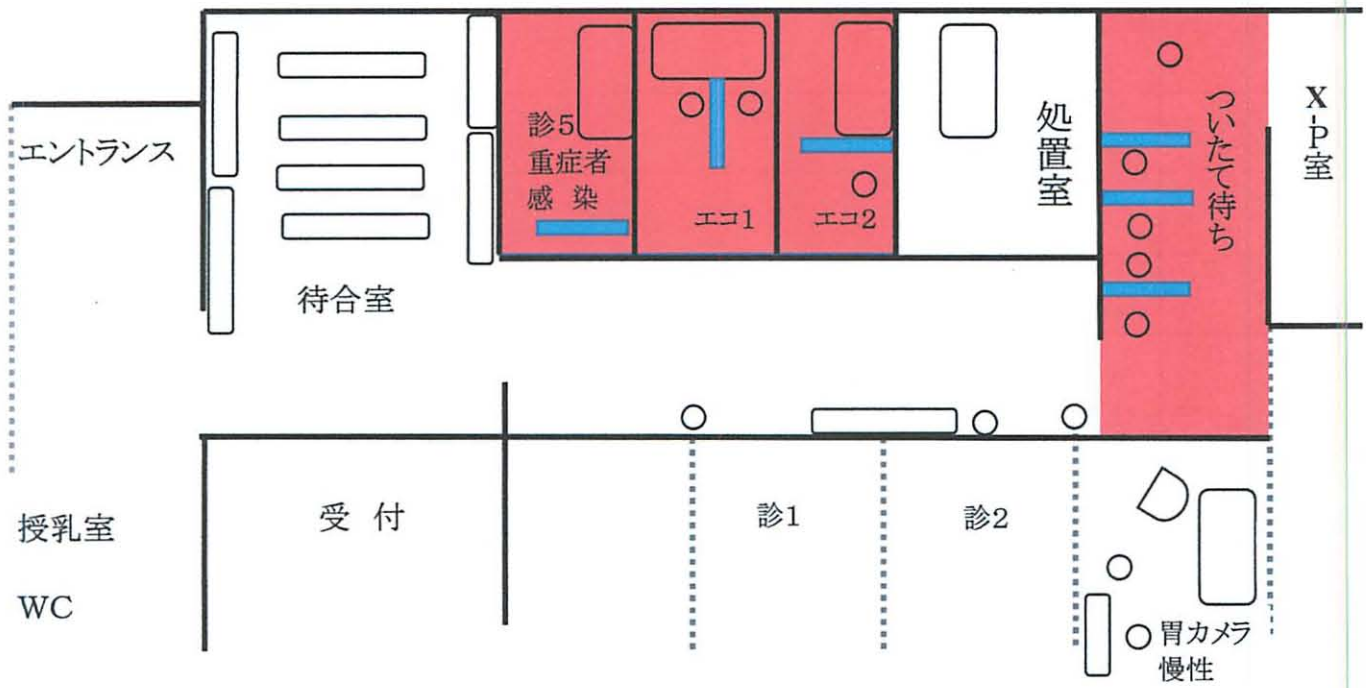 エントランス
待合室
診5
重症者
感 染
エコ1
エコ2
処置室
ついたて待ち
X-P室
授乳室
WC
受 付
診1
診2
胃カメラ
慢性